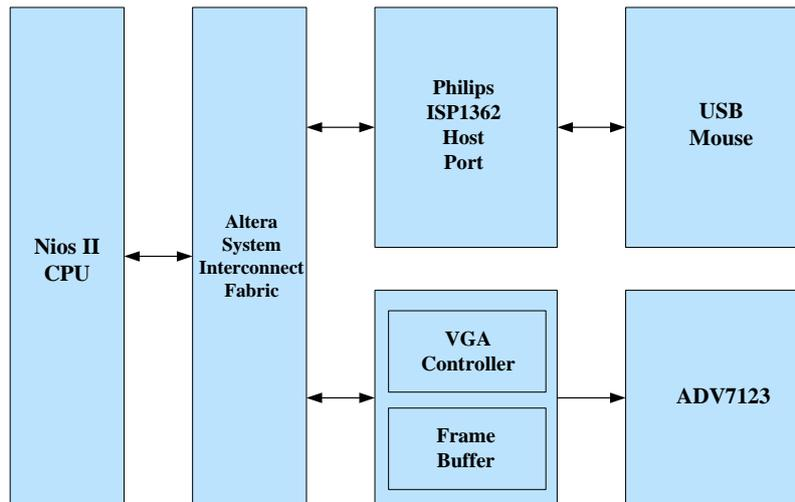 Nios II
CPU
Altera
System
Interconnect
Fabric
Philips
ISP1362
Host
Port
USB
Mouse
VGA
Controller
Frame
Buffer
ADV7123